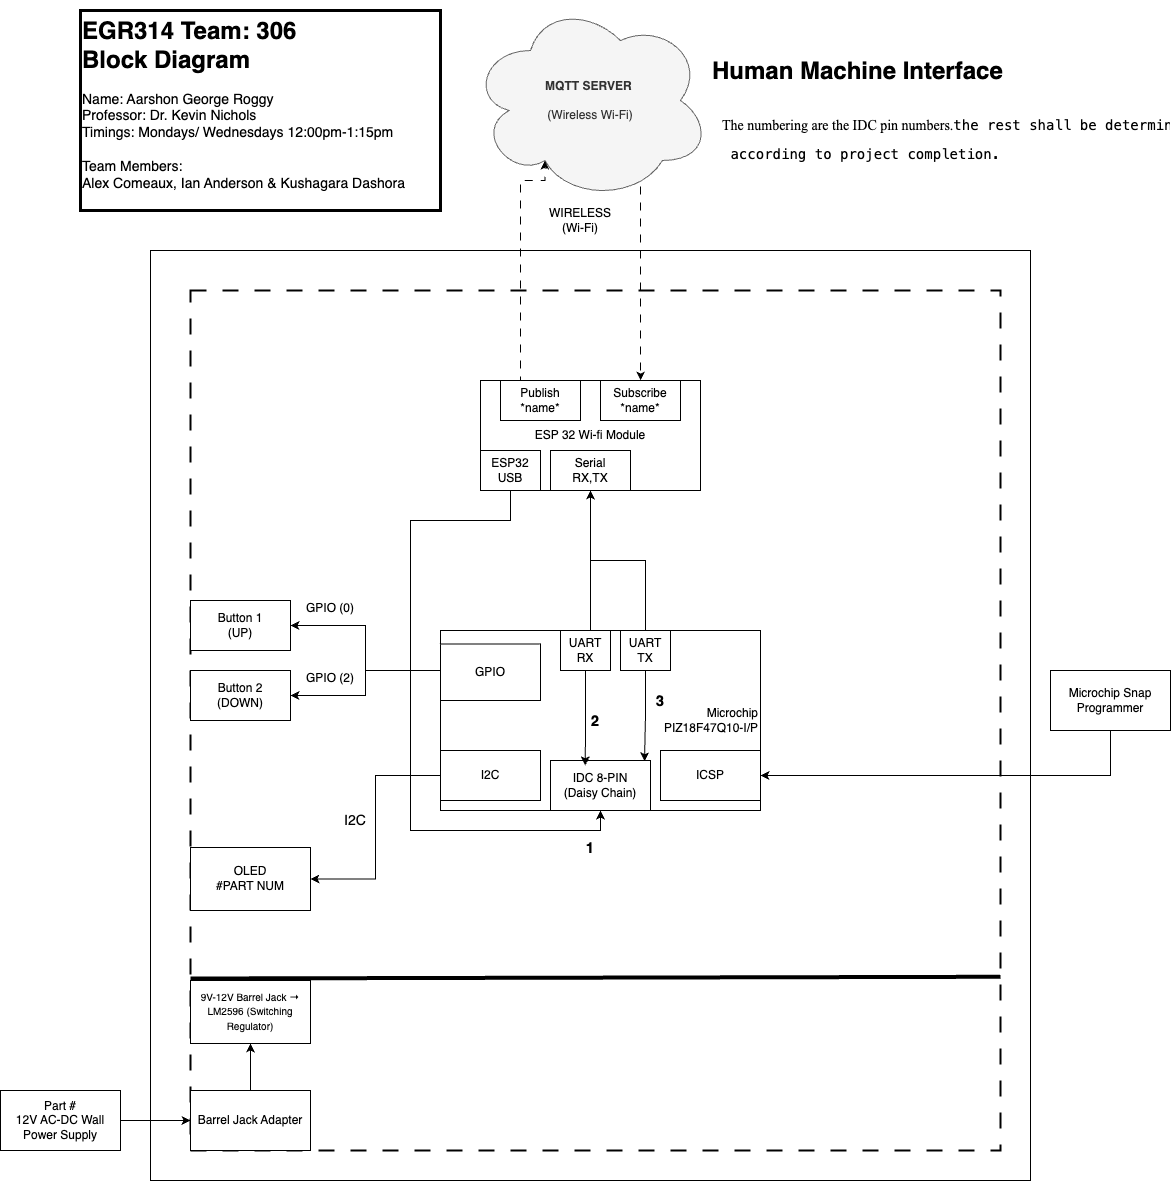 EGR314 Team: 306
Block Diagram
Name: Aarshon George Roggy
Professor: Dr. Kevin Nichols
Timings: Mondays/ Wednesdays 12:00pm-1:15pm
Team Members:
Alex Comeaux, Ian Anderson & Kushagara Dashora
MQTT SERVER
(Wireless Wi-Fi)
Human Machine Interface
The numbering are the IDC pin numbers.the rest shall be determin
according to project completion.
WIRELESS
(Wi-Fi)
Publish
*name*
Subscribe
*name*
ESP 32 Wi-fi Module
ESP32
USB
Serial
RX,TX
Button 1
(UP)
GPIO (0)
Button 2
(DOWN)
GPIO (2)
GPIO
UART
RX
UART
TX
2
3
Microchip
PIZ18F47Q10-I/P
Microchip Snap
Programmer
I2C
IDC 8-PIN
(Daisy Chain)
ICSP
I2C
1
OLED
#PART NUM
9V-12V Barrel Jack →
LM2596 (Switching
Regulator)
Part #
12V AC-DC Wall
Power Supply
Barrel Jack Adapter